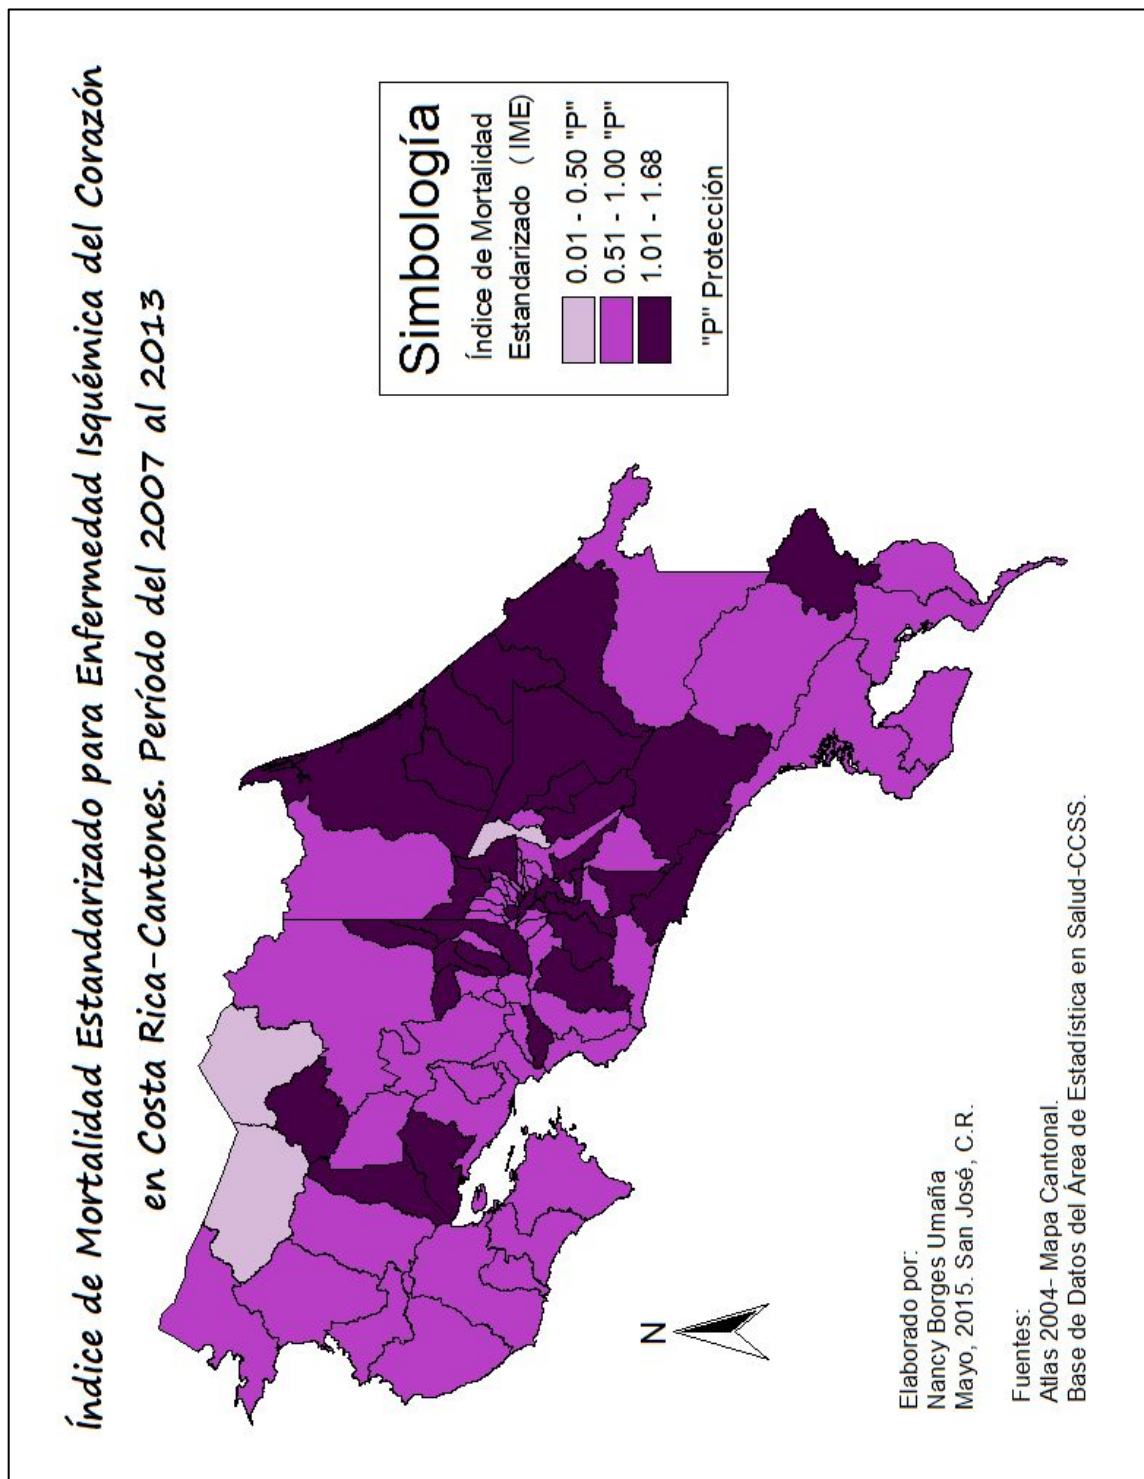 Índice de Mortalidad Estandarizado para Enfermedad Isquémica del Corazón
en Costa Rica-Cantones. Período del 2007 al 2013
Simbología
Índice de Mortalidad
Estandarizado ( IME)
0.01 - 0.50 "P"
0.51 - 1.00 "P"
1.01 - 1.68
"P" Protección
N
Elaborado por:
Nancy Borges Umaña
Mayo, 2015. San José, C.R.
Fuentes:
Atlas 2004- Mapa Cantonal.
Base de Datos del Área de Estadística en Salud-CCSS.